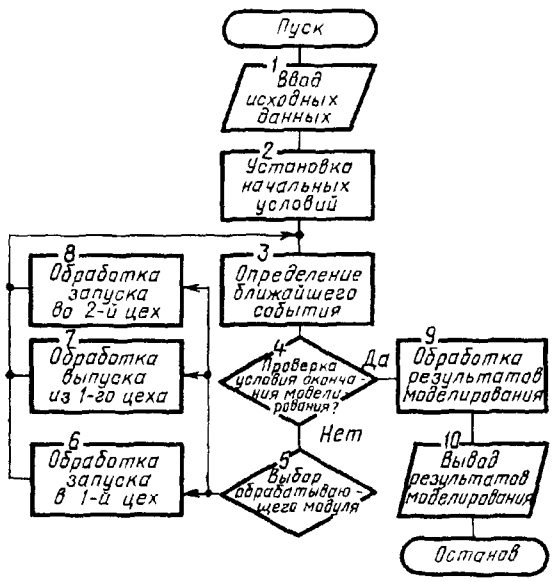 Пуск
1
Ввод
исходных
данных
2
Установка
начальных
условий
3
Определение
ближайшего
события
8
Обработка
запуска
во 2-й цех
7
Обработка
выпуска
из 1-го цеха
6
Обработка
запуска
в 1-й цех
4
Проверка
условия оконча-
ния модели
рования?
Да
Нет
5
Выбор
обрабатываю-
щего модуля
9
Обработка
результатов
моделирования
10
Вывад
результатов
моделирования
Останов